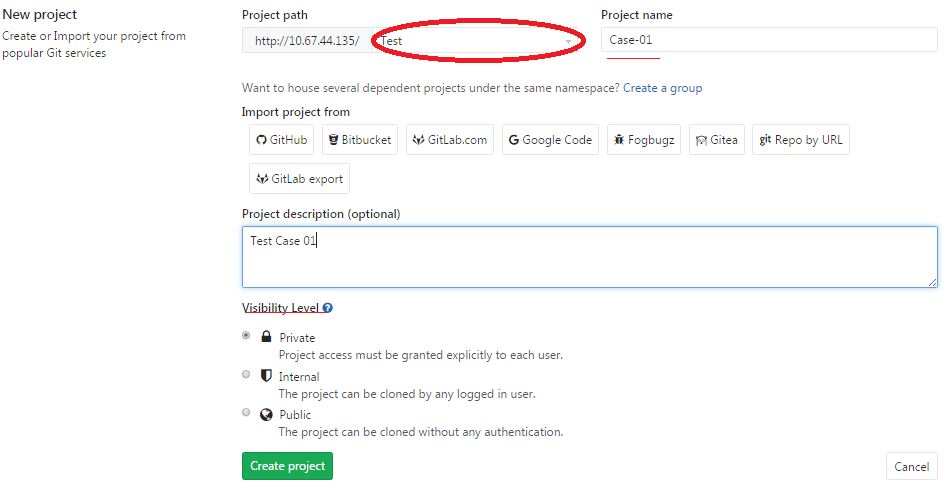 New project
Create or Import your project from
popular Git services
Project path
Project name
http://10.67.44.135/ Test
Case-01
Want to house several dependent projects under the same namespace? Create a group
Import project from
GitHub Bitbucket GitLab.com Google Code Fogbugz Gitea git Repo by URL
GitLab export
Project description (optional)
Test Case 01
Visibility Level
Private
Project access must be granted explicitly to each user.
Internal
The project can be cloned by any logged in user.
Public
The project can be cloned without any authentication.
Create project
Cancel